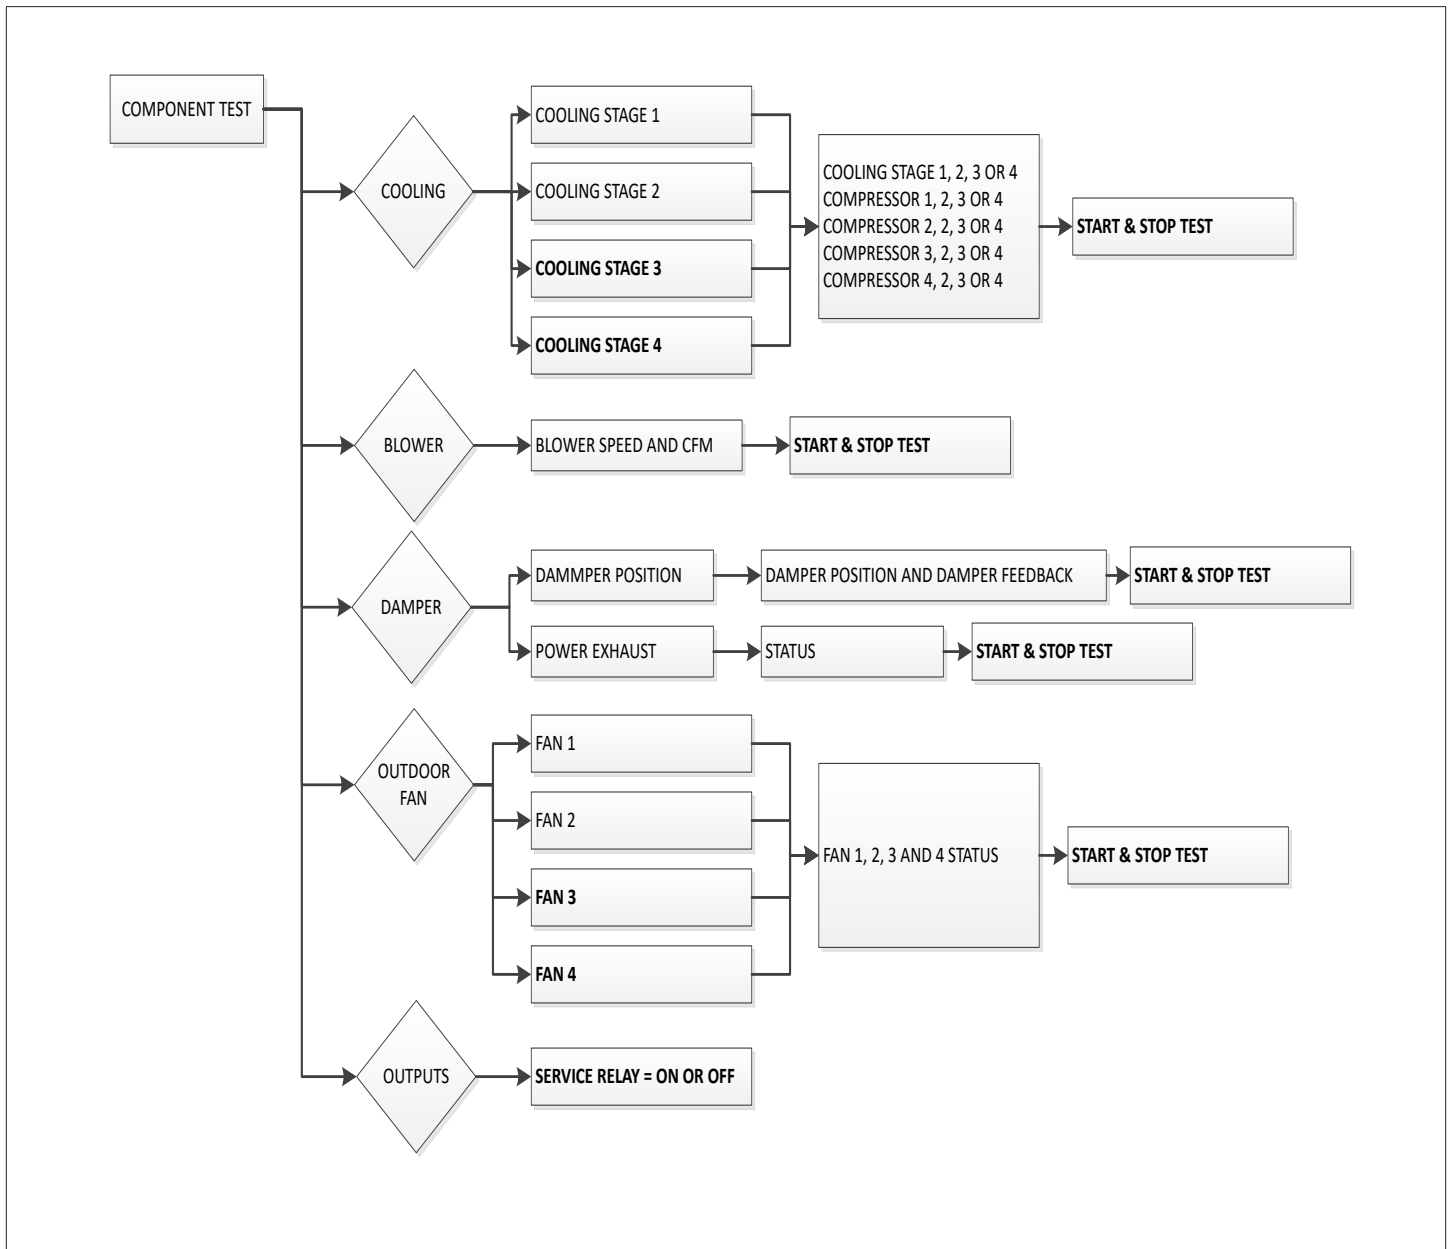 COMPONENT TEST
COOLING
COOLING STAGE 1
COOLING STAGE 2
COOLING STAGE 3
COOLING STAGE 4
COOLING STAGE 1, 2, 3 OR 4
COMPRESSOR 1, 2, 3 OR 4
COMPRESSOR 2, 2, 3 OR 4
COMPRESSOR 3, 2, 3 OR 4
COMPRESSOR 4, 2, 3 OR 4
START & STOP TEST
BLOWER
BLOWER SPEED AND CFM
START & STOP TEST
DAMPER
DAMMPER POSITION
DAMPER POSITION AND DAMPER FEEDBACK
START & STOP TEST
POWER EXHAUST
STATUS
START & STOP TEST
OUTDOOR
FAN
FAN 1
FAN 2
FAN 3
FAN 4
FAN 1, 2, 3 AND 4 STATUS
START & STOP TEST
OUTPUTS
SERVICE RELAY = ON OR OFF